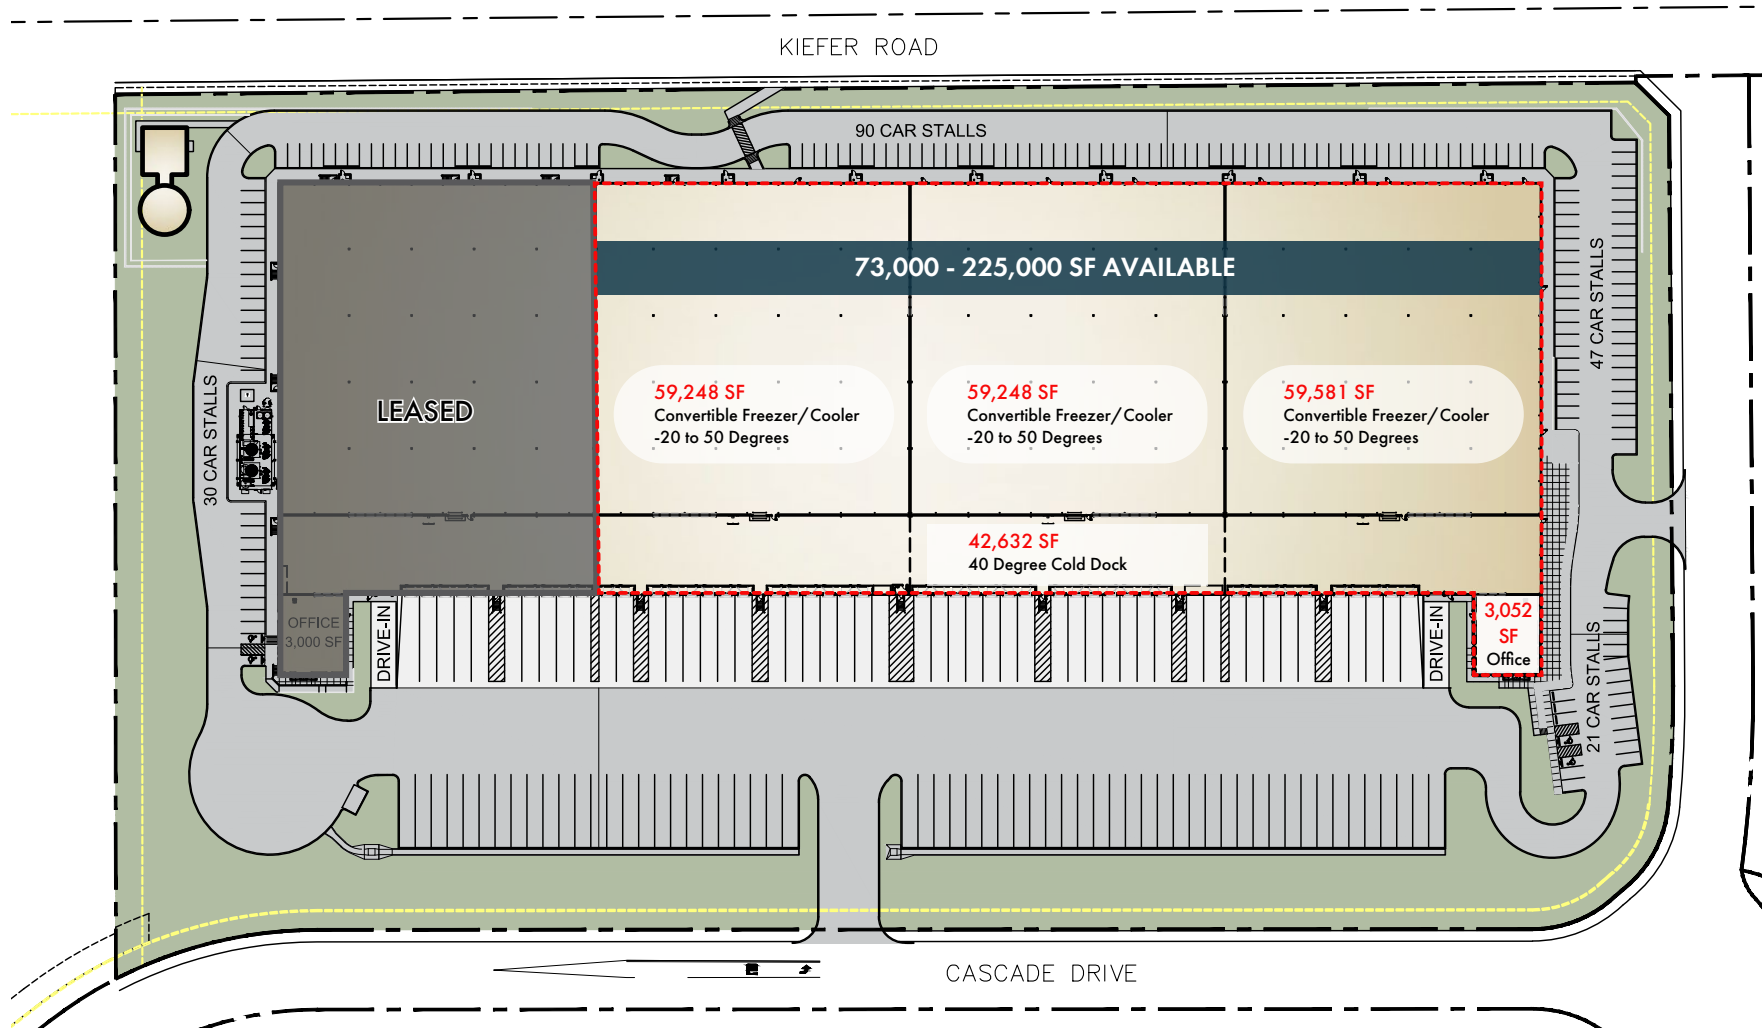 KIEFER ROAD
90 CAR STALLS
73,000 - 225,000 SF AVAILABLE
47 CAR STALLS
30 CAR STALLS
LEASED
59,248 SF
Convertible Freezer/Cooler
-20 to 50 Degrees
59,248 SF
Convertible Freezer/Cooler
-20 to 50 Degrees
59,581 SF
Convertible Freezer/Cooler
-20 to 50 Degrees
42,632 SF
40 Degree Cold Dock
OFFICE
3,000 SF
DRIVE-IN
DRIVE-IN
3,052
SF
Office
21 CAR STALLS
CASCADE DRIVE